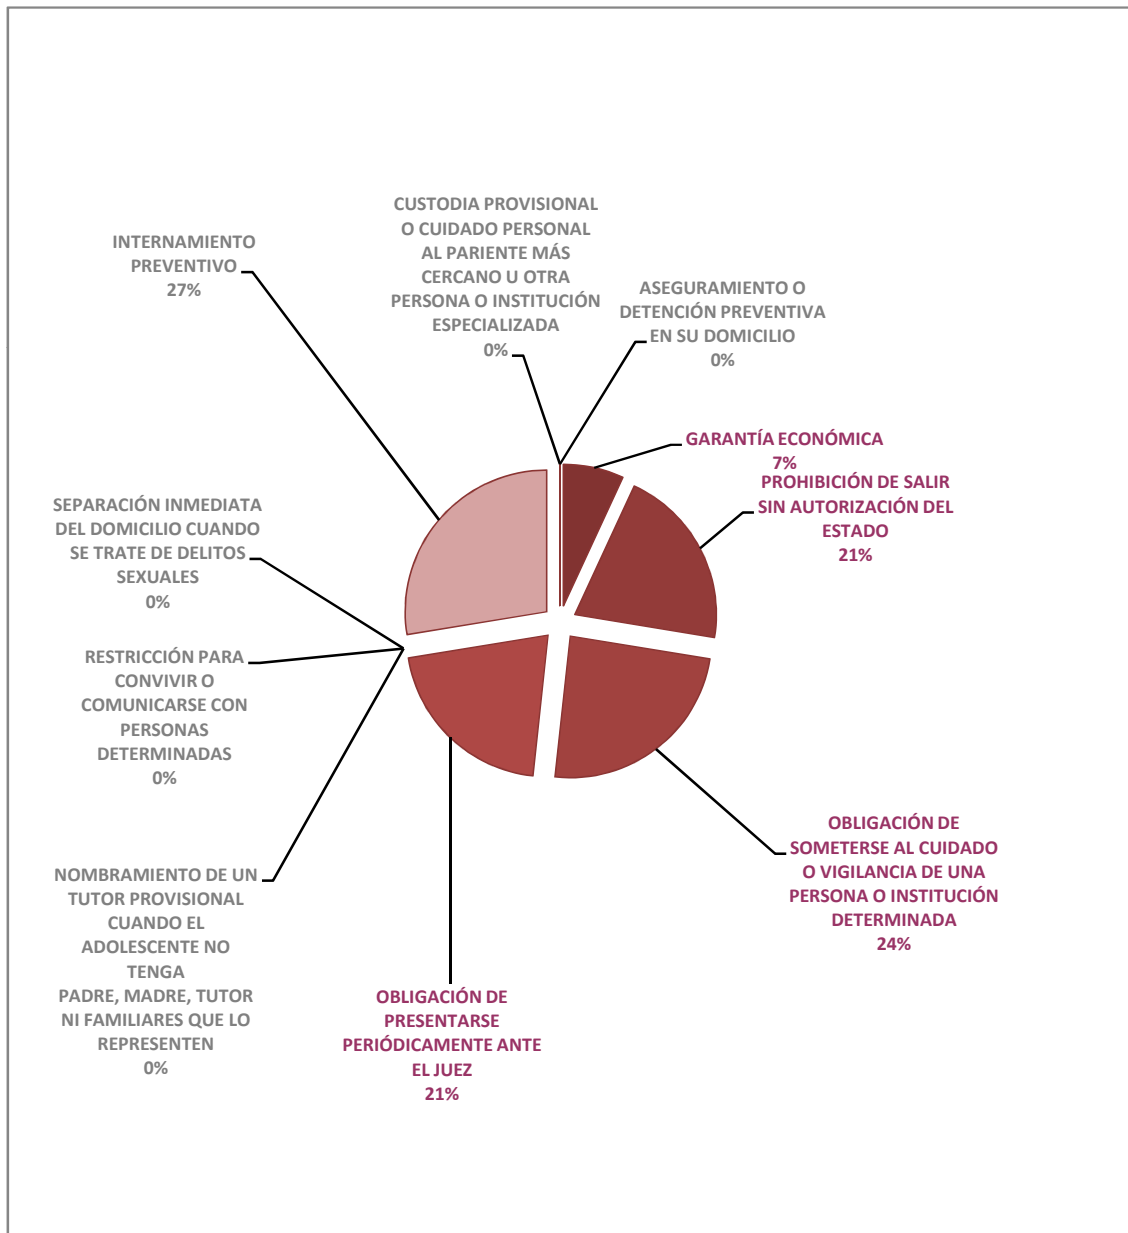 CUSTODIA PROVISIONAL
O CUIDADO PERSONAL
AL PARIENTE MÁS
CERCANO U OTRA
PERSONA O INSTITUCIÓN
ESPECIALIZADA
0%
INTERNAMIENTO
PREVENTIVO
27%
ASEGURAMIENTO O
DETENCIÓN PREVENTIVA
EN SU DOMICILIO
0%
GARANTÍA ECONÓMICA
7%
PROHIBICIÓN DE SALIR
SIN AUTORIZACIÓN DEL
ESTADO
21%
SEPARACIÓN INMEDIATA
DEL DOMICILIO CUANDO
SE TRATE DE DELITOS
SEXUALES
0%
RESTRICCIÓN PARA
CONVIVIR O
COMUNICARSE CON
PERSONAS
DETERMINADAS
0%
OBLIGACIÓN DE
SOMETERSE AL CUIDADO
O VIGILANCIA DE UNA
PERSONA O INSTITUCIÓN
DETERMINADA
24%
NOMBRAMIENTO DE UN
TUTOR PROVISIONAL
CUANDO EL
ADOLESCENTE NO
TENGA
PADRE, MADRE, TUTOR
NI FAMILIARES QUE LO
REPRESENTEN
0%
OBLIGACIÓN DE
PRESENTARSE
PERIÓDICAMENTE ANTE
EL JUEZ
21%